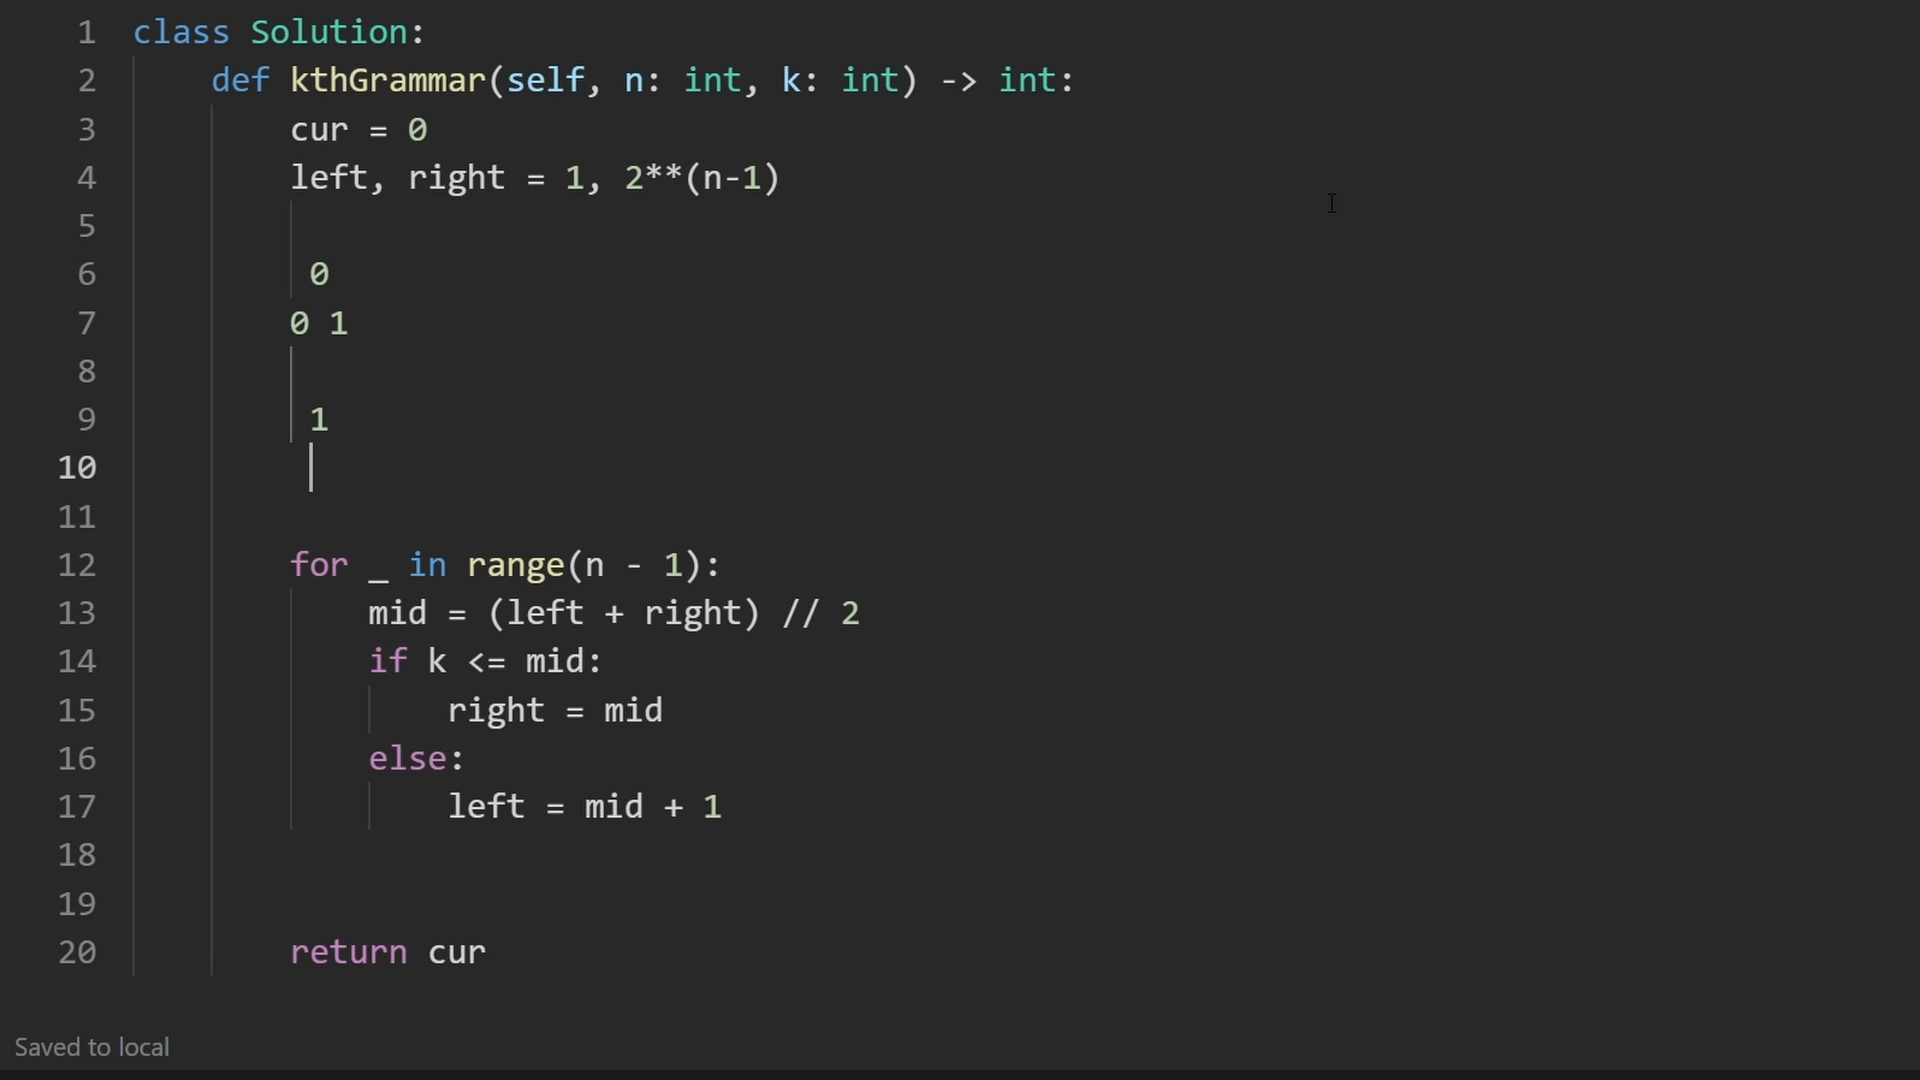 1 class Solution:
2 def kthGrammar(self, n: int, k: int) -> int:
3 cur = 0
4 left, right = 1, 2**(n-1)
5
6 0
7 0 1
8
9 1
10
11
12 for _ in range(n - 1):
13 mid = (left + right) // 2
14 if k <= mid:
15 right = mid
16 else:
17 left = mid + 1
18
19
20 return cur
Saved to local